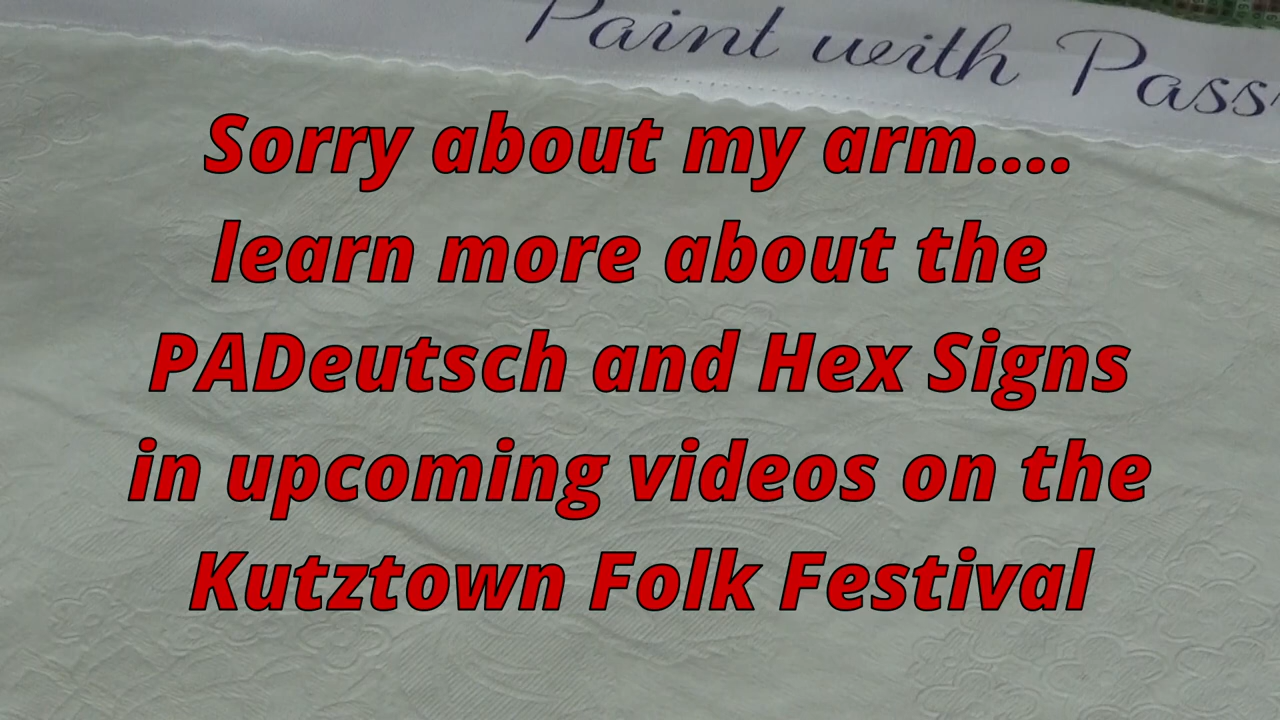 Paint with
Sorry about my arm....
learn more about the
PADeutsch and Hex Signs
in upcoming videos on the
Kutztown Folk Festival